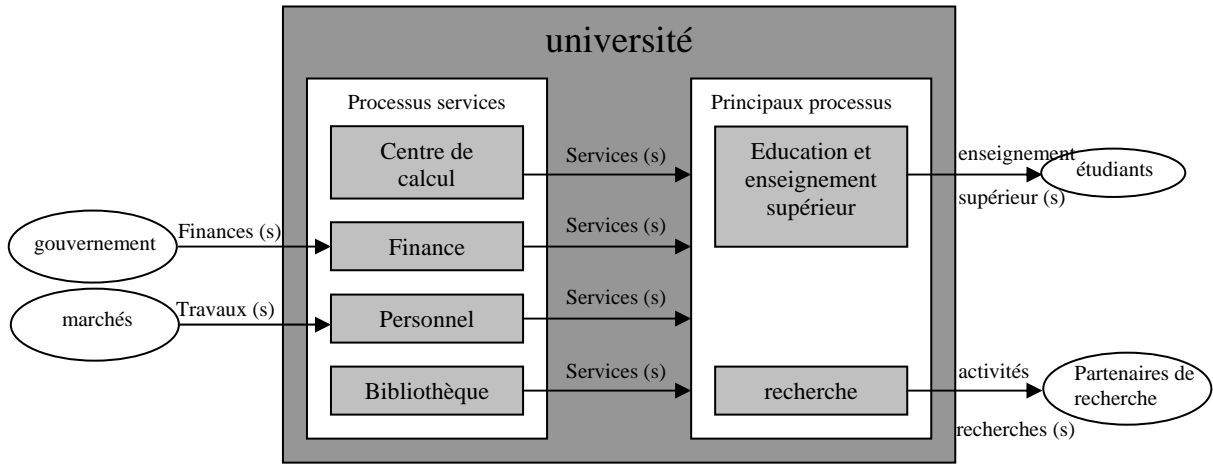 université
Processus services
Centre de
calcul
Finance
Personnel
Bibliothèque
gouvernement
Finances (s)
marchés
Travaux (s)
Services (s)
Services (s)
Services (s)
Services (s)
Principaux processus
Education et
enseignement
supérieur
recherche
enseignement
supérieur (s)
étudiants
activités
recherches (s)
Partenaires de
recherche